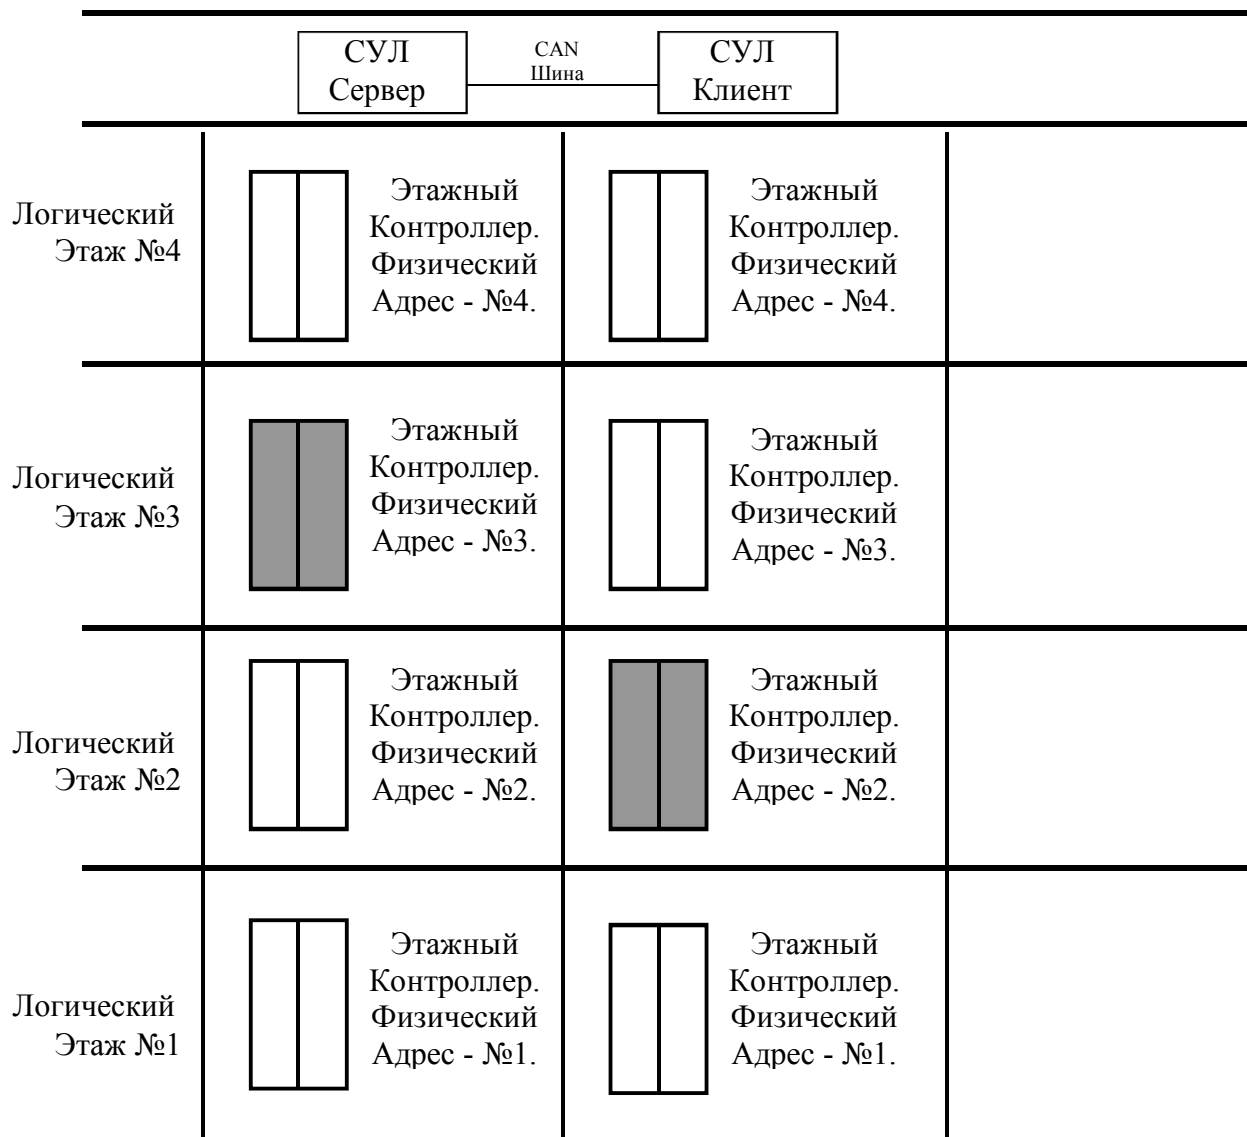 СУЛ
Сервер
CAN
Шина
СУЛ
Клиент
Логический
Этаж №4
Этажный
Контроллер.
Физический
Адрес - №4.
Этажный
Контроллер.
Физический
Адрес - №4.
Логический
Этаж №3
Этажный
Контроллер.
Физический
Адрес - №3.
Этажный
Контроллер.
Физический
Адрес - №3.
Логический
Этаж №2
Этажный
Контроллер.
Физический
Адрес - №2.
Этажный
Контроллер.
Физический
Адрес - №2.
Логический
Этаж №1
Этажный
Контроллер.
Физический
Адрес - №1.
Этажный
Контроллер.
Физический
Адрес - №1.